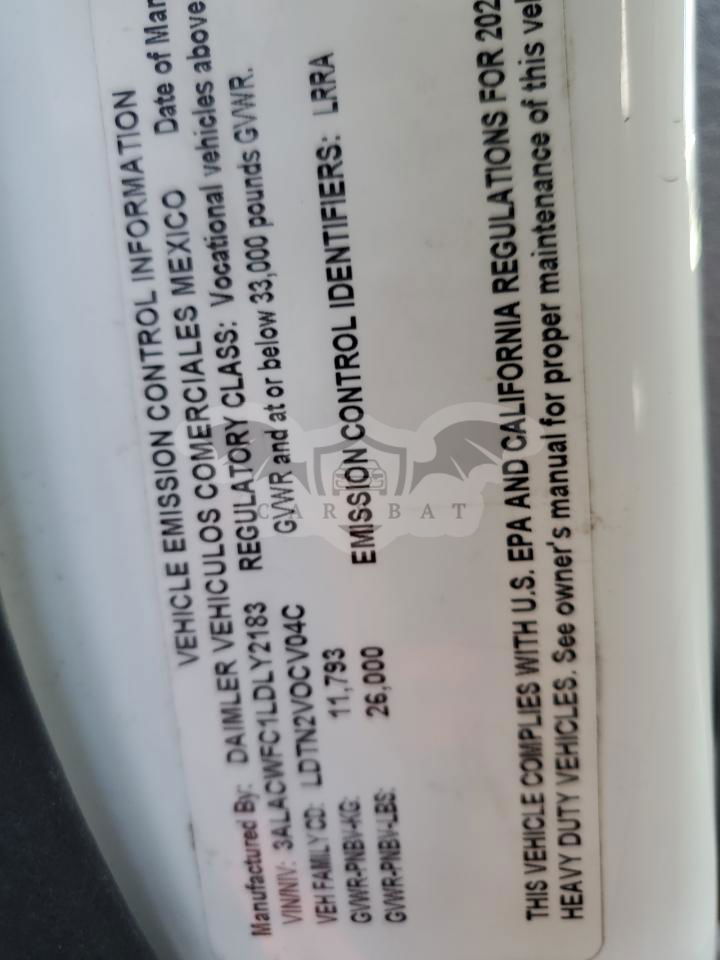 VEHICLE EMISSION CONTROL INFORMATION
Manufactured By: DAIMLER VEHICULOS COMERCIALES MEXICO Date of
VIN/NIV: 3ALACWFC1LDLY2183 REGULATORY CLASS: Vocational vehicles above
VEH FAMILY CD: LDTN2VOCV04C GVWR and at or below 33,000 pounds GVWR.
GVWR-PNBV-KG: 11,793
GVWR-PNBV-LBS: 26,000 EMISSION CONTROL IDENTIFIERS: LRRA
CAR BAT
THIS VEHICLE COMPLIES WITH U.S. EPA AND CALIFORNIA REGULATIONS FOR 202
HEAVY DUTY VEHICLES. See owner's manual for proper maintenance of this